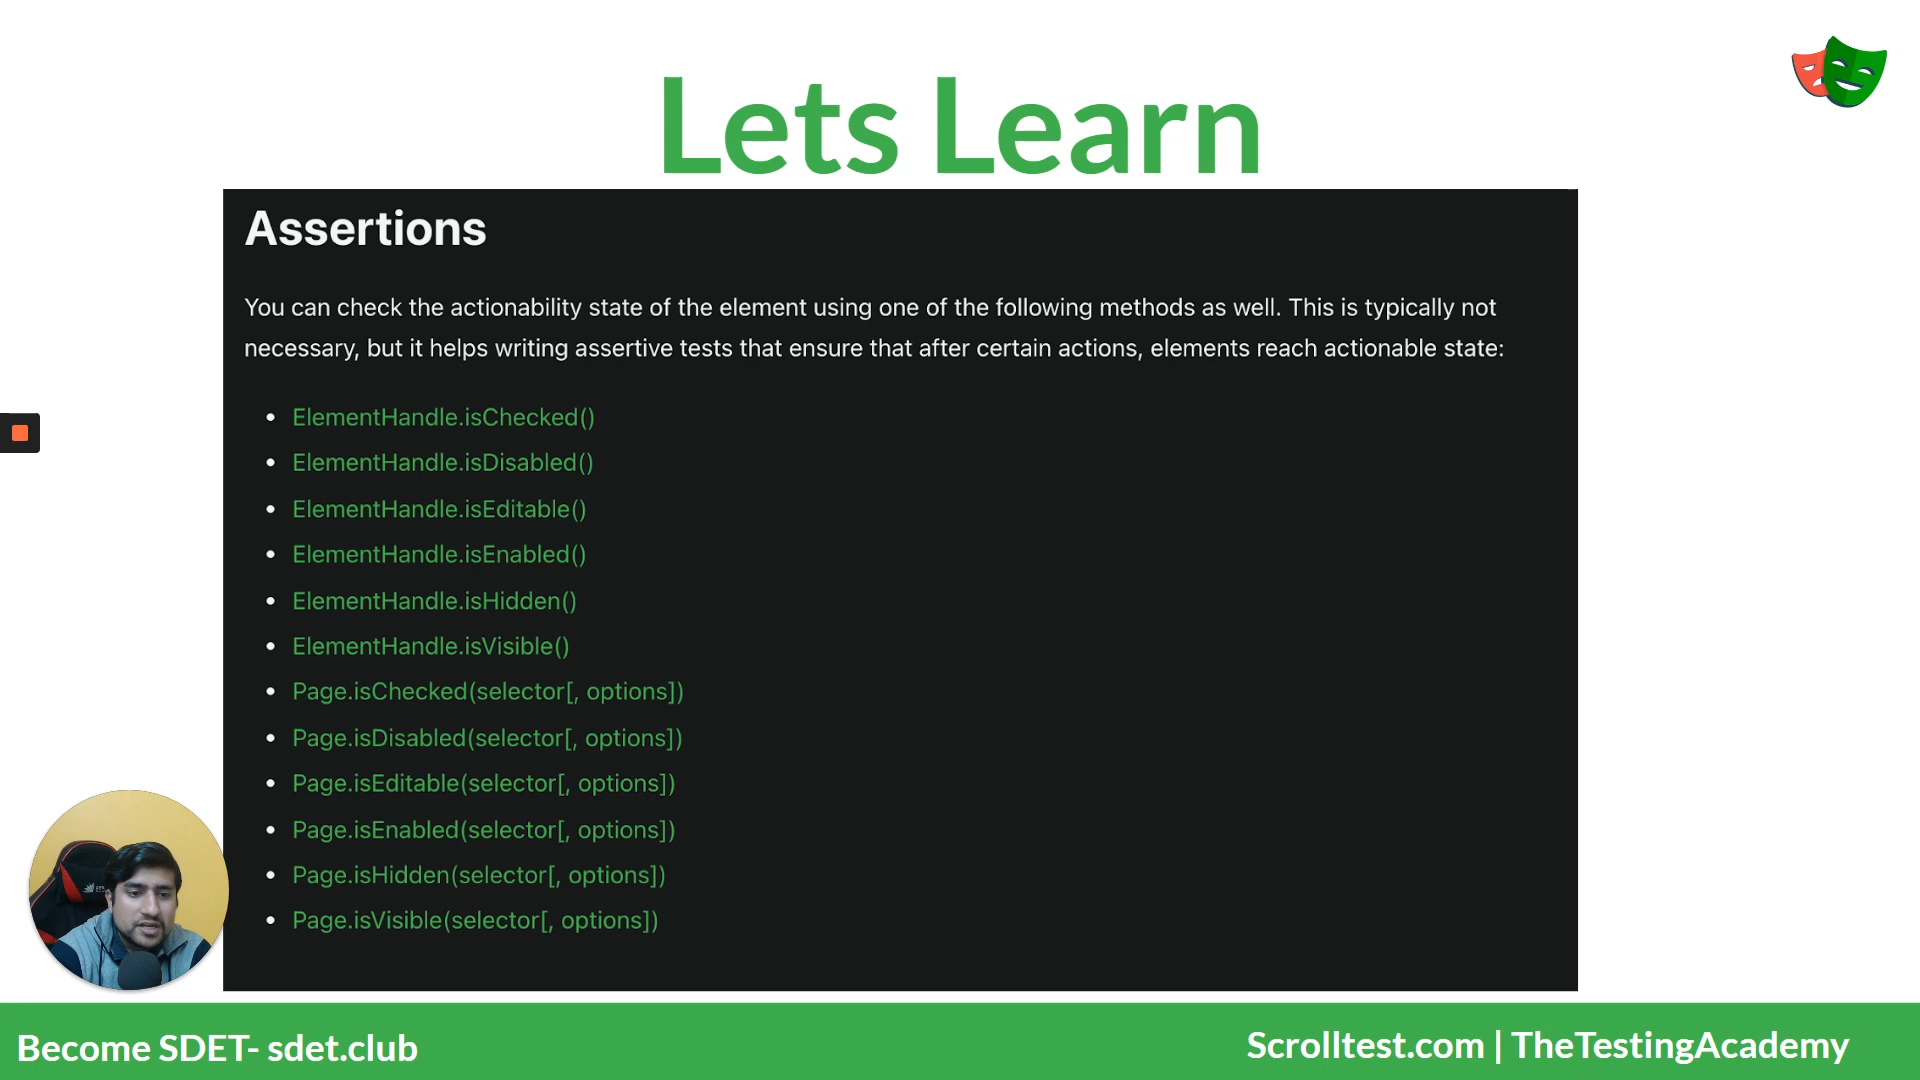 Lets Learn
Assertions
You can check the actionability state of the element using one of the following methods as well. This is typically not
necessary, but it helps writing assertive tests that ensure that after certain actions, elements reach actionable state:
• ElementHandle.isChecked()
• ElementHandle.isDisabled()
• ElementHandle.isEditable()
• ElementHandle.isEnabled()
• ElementHandle.isHidden()
• ElementHandle.isVisible()
• Page.isChecked(selector[, options])
• Page.isDisabled(selector[, options])
• Page.isEditable(selector[, options])
• Page.isEnabled(selector[, options])
• Page.isHidden(selector[, options])
• Page.isVisible(selector[, options])
Become SDET- sdet.club
Scrolltest.com | TheTestingAcademy